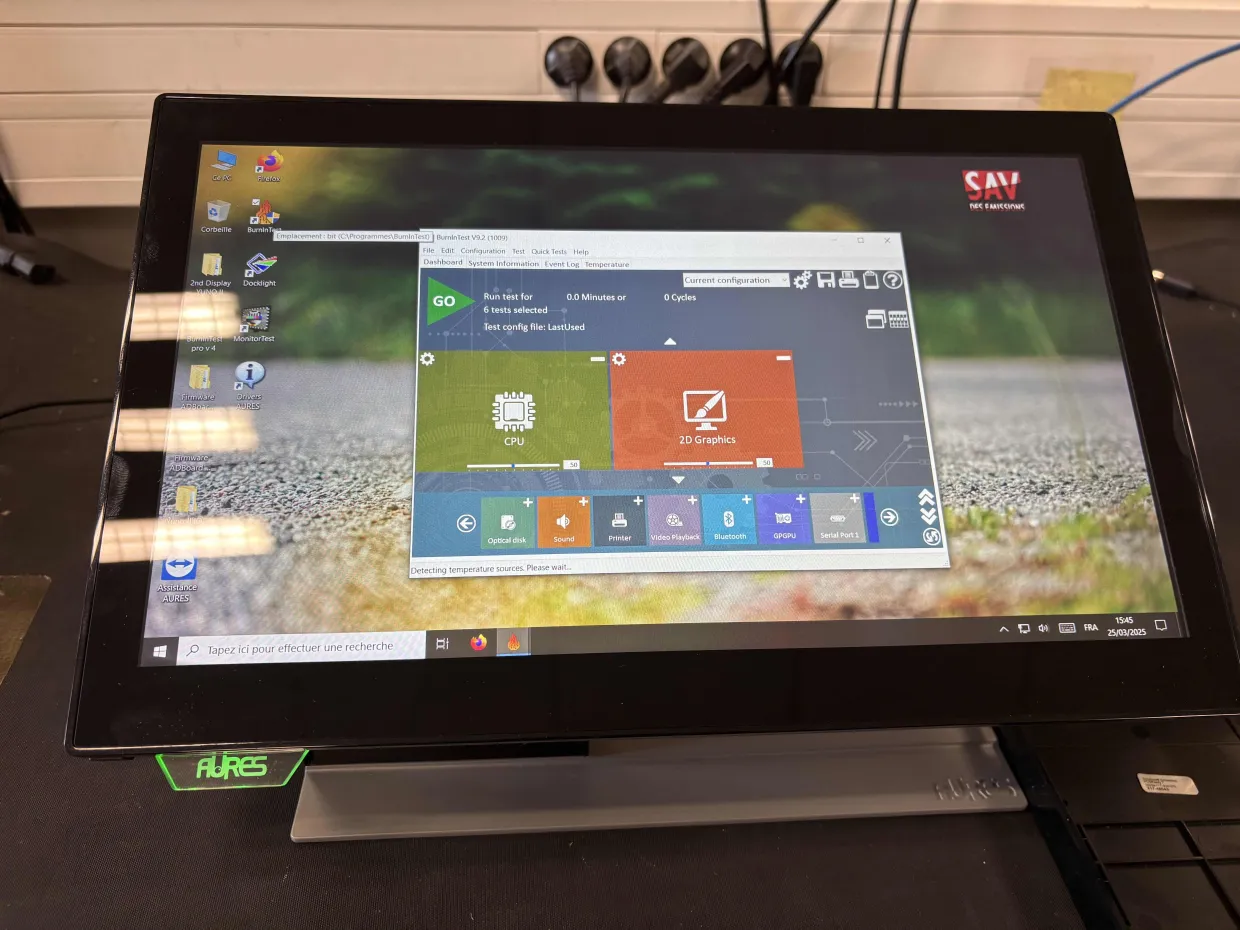 Ce PC
Firefox
SAV
DES EMISSIONS
Corbeille
BurnInTest
Emplacement : bit (C:\Programmes\BurnInTest)
BurnInTest V9.2 (1009)
File Edit Configuration Test Quick Tests Help
Dashboard System Information Event Log Temperature
2nd Display
Docklight
Current configuration
GO
Run test for 0.0 Minutes or 0 Cycles
6 tests selected
Test config file: LastUsed
BurnInTest
pro v 4
MonitorTest
Firmware
ADBoar...
Drivers
AURES
CPU
2D Graphics
50
50
Firmware
ADBoard...
Optical disk
Sound
Printer
Video Playback
Bluetooth
GPGPU
Serial Port 1
Detecting temperature sources. Please wait...
Assistance
AURES
Tapez ici pour effectuer une recherche
FRA
15:45
25/03/2025
AURES
AURES